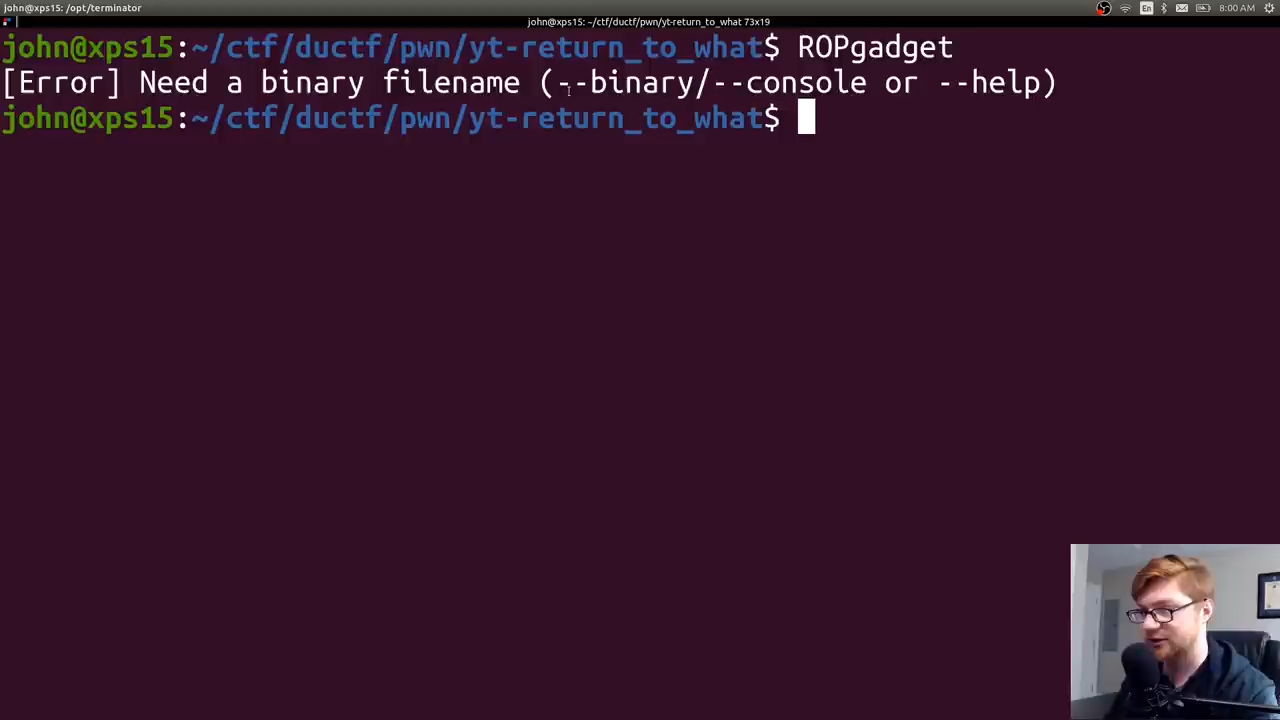 john@xps15: /opt/terminator
En
8:00 AM
john@xps15: ~/ctf/ductf/pwn/yt-return_to_what 73x19
john@xps15:~/ctf/ductf/pwn/yt-return_to_what$ ROPgadget
[Error] Need a binary filename (--binary/--console or --help)
john@xps15:~/ctf/ductf/pwn/yt-return_to_what$